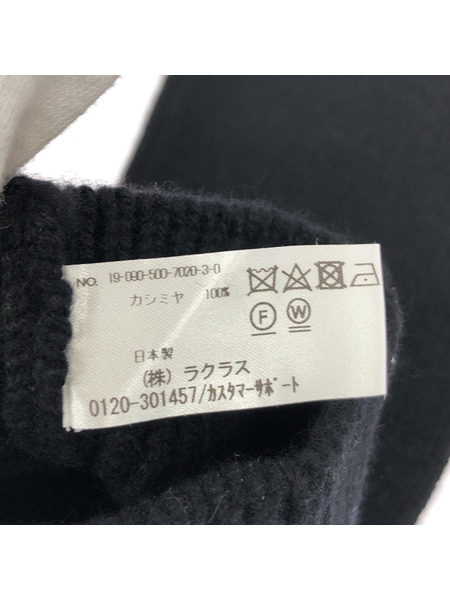 NO. 19-090-500-7020-3-0
カシミヤ 100%
F W
日本製
(株) ラクラス
0120-301457/カスタマーサポート